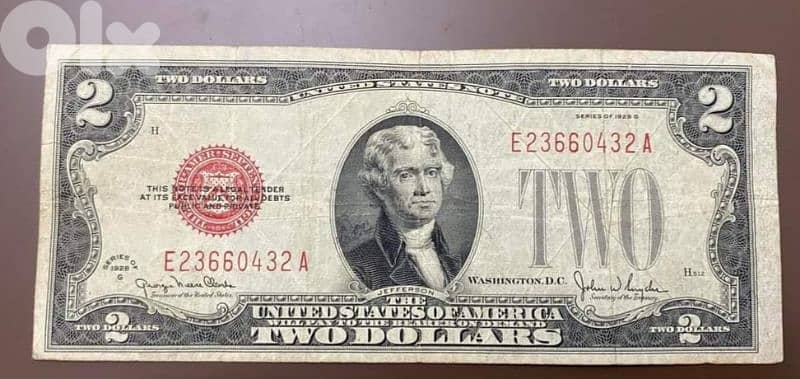 OLX
2
TWO DOLLARS
TWO DOLLARS
2
UNITED STATES NOTE
SERIES OF 1928 G
H
E23660432A
THIS NOTE IS A LEGAL TENDER
AT ITS FACE VALUE FOR ALL DEBTS
PUBLIC AND PRIVATE
TWO
E23660432A
SERIES OF
1928
G
WASHINGTON, D.C.
H 512
Treasurer of the United States.
Secretary of the Treasury.
JEFFERSON
THE
UNITED STATES OF AMERICA
WILL PAY TO THE BEARER ON DEMAND
TWO DOLLARS
2
TWO DOLLARS
TWO DOLLARS
2